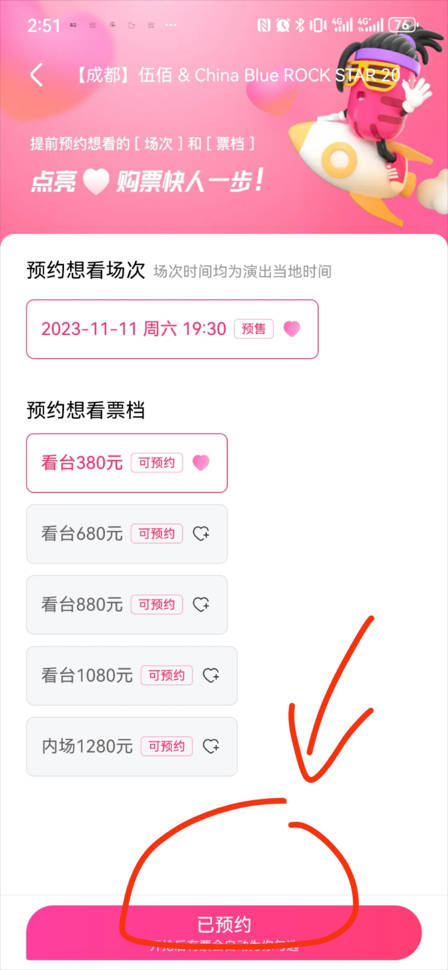 2:51
4G
4G+
76
【成都】伍佰 & China Blue ROCK STAR 20...
提前预约想看的 [ 场次 ] 和 [ 票档 ]
点亮 购票快人一步!
预约想看场次 场次时间均为演出当地时间
2023-11-11 周六 19:30 预售
预约想看票档
看台380元 可预约
看台680元 可预约
看台880元 可预约
看台1080元 可预约
内场1280元 可预约
已预约